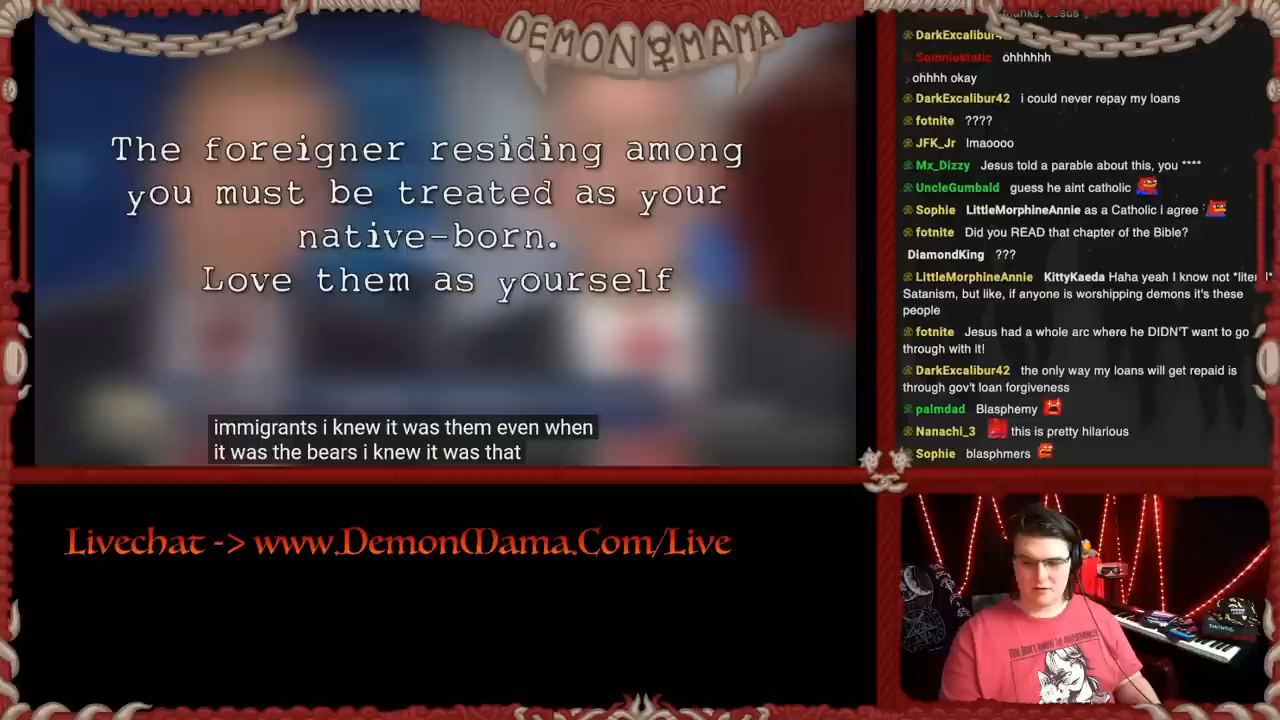 DEMON MAMA
The foreigner residing among
you must be treated as your
native-born.
Love them as yourself
immigrants i knew it was them even when
it was the bears i knew it was that
Livechat -> www.DemonMama.Com/Live
DarkExcalibur4
Somniostatic ohhhhhh
ohhhh okay
DarkExcalibur42 i could never repay my loans
fotnite ????
JFK_Jr lmaoooo
Mx_Dizzy Jesus told a parable about this, you ****
UncleGumbald guess he aint catholic
Sophie LittleMorphineAnnie as a Catholic i agree
fotnite Did you READ that chapter of the Bible?
DiamondKing ???
LittleMorphineAnnie KittyKaeda Haha yeah I know not
Satanism, but like, if anyone is worshipping demons it's these
people
fotnite Jesus had a whole arc where he DIDN'T want to go
through with it!
DarkExcalibur42 the only way my loans will get repaid is
through gov't loan forgiveness
palmdad Blasphemy
Nanachi_3 this is pretty hilarious
Sophie blasphmers